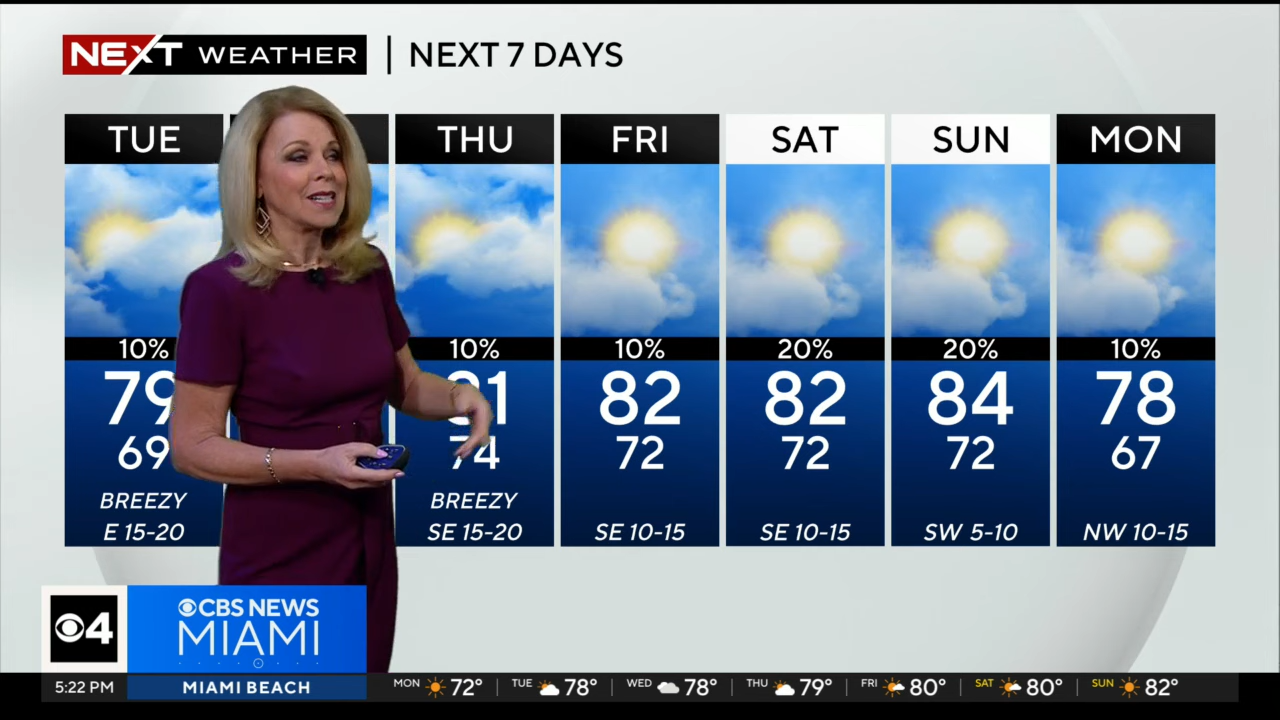 NEXT WEATHER | NEXT 7 DAYS
TUE THU FRI SAT SUN MON
10% 10% 10% 20% 20% 10%
79 81 82 82 84 78
69 74 72 72 72 67
BREEZY BREEZY
E 15-20 SE 15-20 SE 10-15 SE 10-15 SW 5-10 NW 10-15
4
CBS NEWS
MIAMI
5:22 PM MIAMI BEACH MON 72° TUE 78° WED 78° THU 79° FRI 80° SAT 80° SUN 82°